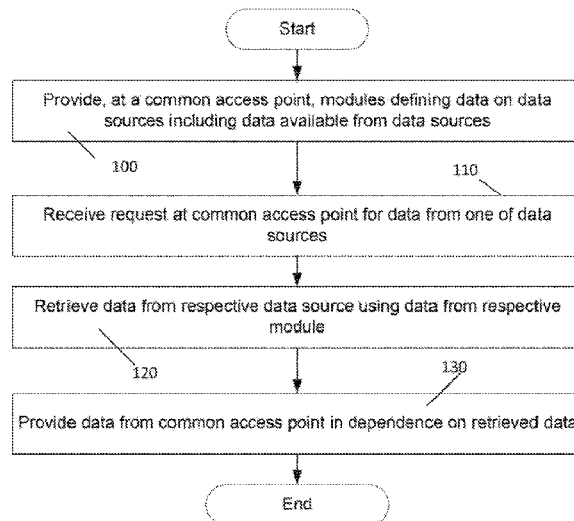 Start
Provide, at a common access point, modules defining data on data
sources including data available from data sources
100
110
Receive request at common access point for data from one of data
sources
Retrieve data from respective data source using data from respective
module
120
130
Provide data from common access point in dependence on retrieved data
End